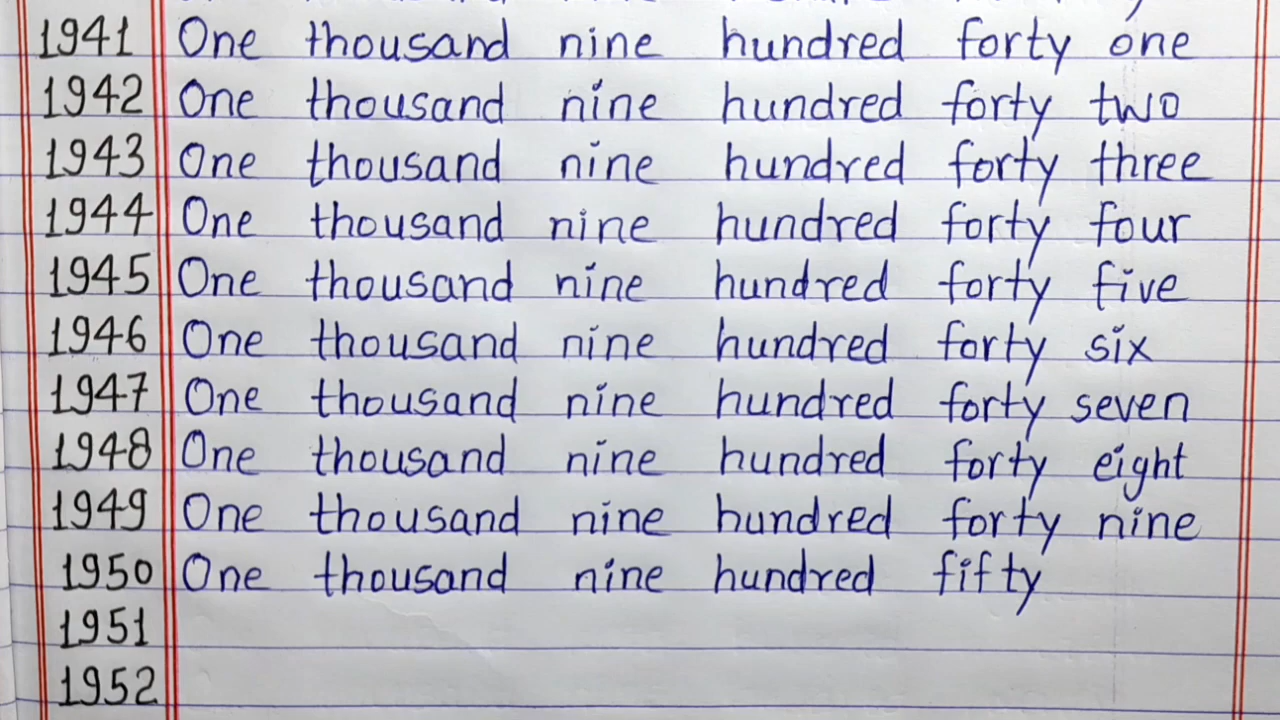 1941 One thousand nine hundred forty one
1942 One thousand nine hundred forty two
1943 One thousand nine hundred forty three
1944 One thousand nine hundred forty four
1945 One thousand nine hundred forty five
1946 One thousand nine hundred forty six
1947 One thousand nine hundred forty seven
1948 One thousand nine hundred forty eight
1949 One thousand nine hundred forty nine
1950 One thousand nine hundred fifty
1951
1952